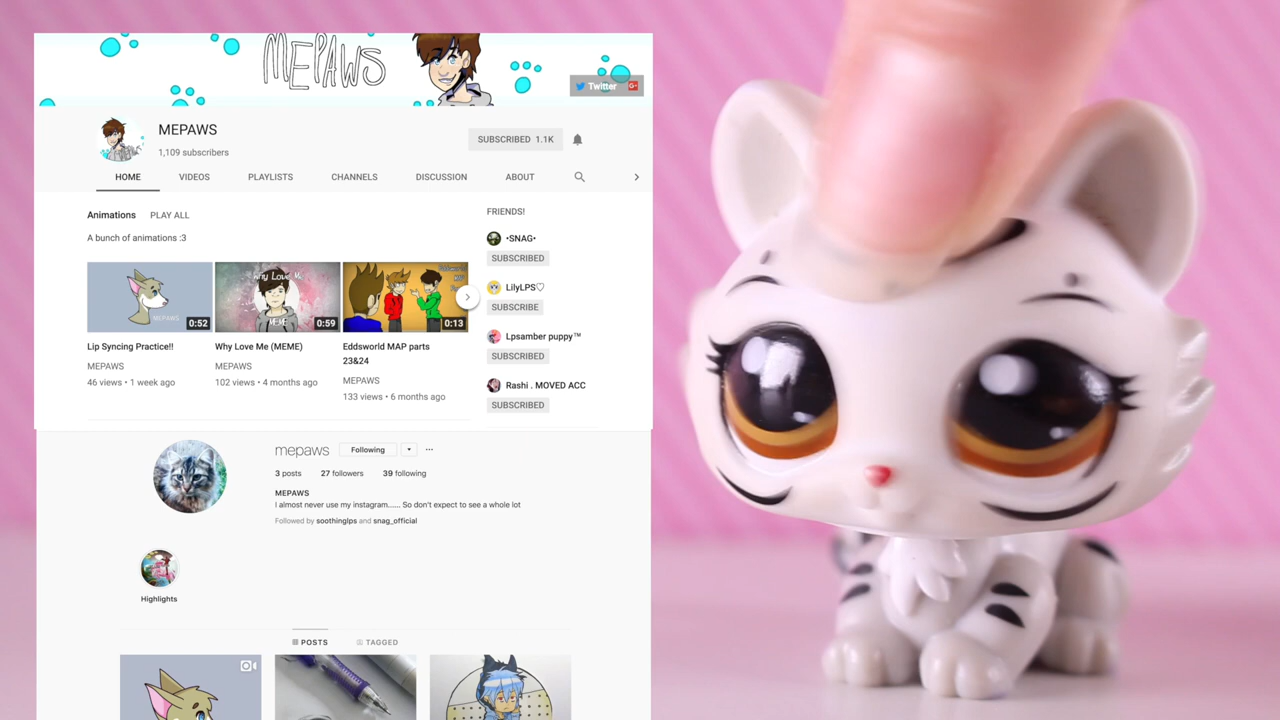 MEPAWS
Twitter
MEPAWS
1,109 subscribers
SUBSCRIBED 1.1K
HOME VIDEOS PLAYLISTS CHANNELS DISCUSSION ABOUT
Animations PLAY ALL
A bunch of animations :3
MEPAWS
0:52
Why Love Me
MEME
0:59
0:13
Lip Syncing Practice!!
MEPAWS
46 views • 1 week ago
Why Love Me (MEME)
MEPAWS
102 views • 4 months ago
Eddsworld MAP parts
23&24
MEPAWS
133 views • 6 months ago
FRIENDS!
•SNAG•
SUBSCRIBED
LilyLPS♡
SUBSCRIBE
Lpsamber puppy™
SUBSCRIBED
Rashi . MOVED ACC
SUBSCRIBED
mepaws Following
3 posts 27 followers 39 following
MEPAWS
I almost never use my instagram...... So don't expect to see a whole lot
Followed by soothinglps and snag_official
Highlights
POSTS TAGGED